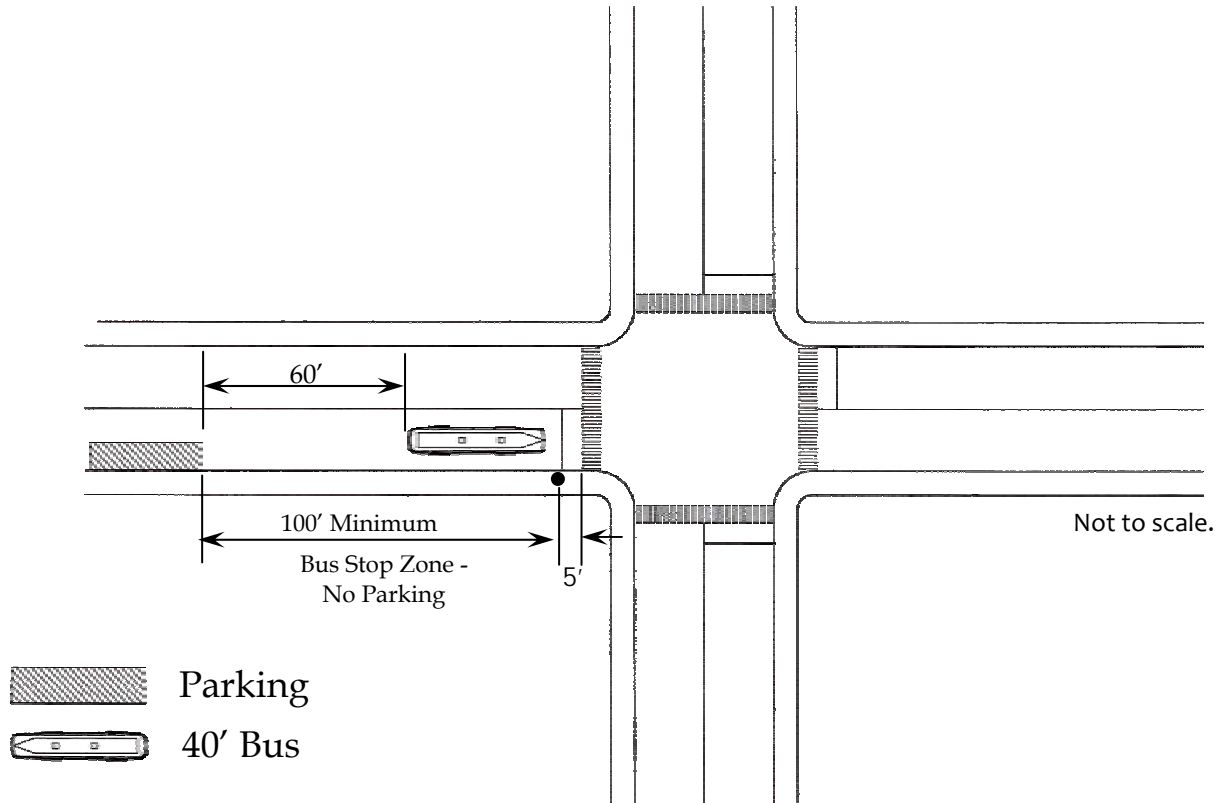 60′
100′ Minimum
Bus Stop Zone -
No Parking
5′
Not to scale.
Parking
40′ Bus